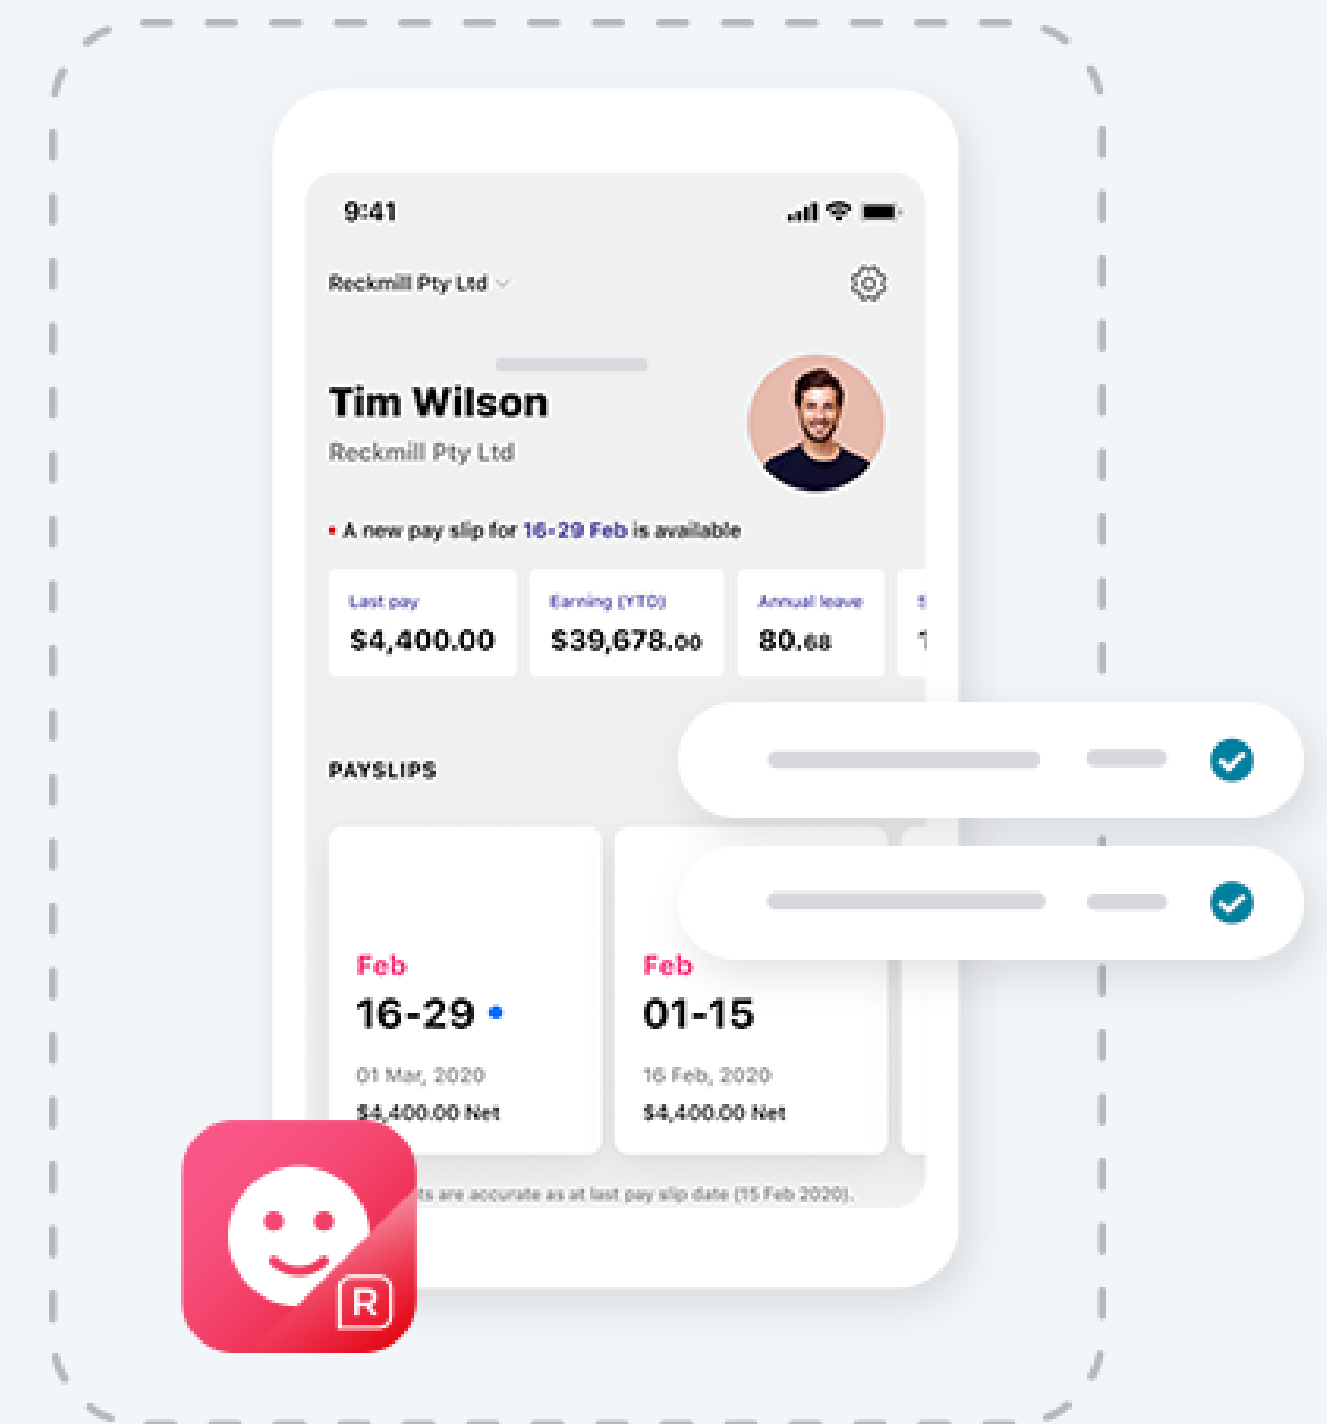 9:41
Reckmill Pty Ltd
Tim Wilson
Reckmill Pty Ltd
A new pay slip for 16-29 Feb is available
Last pay Earning (YTD) Annual leave
$4,400.00 $39,678.00 80.68
PAYSLIPS
Feb Feb
16-29 01-15
01 Mar, 2020 16 Feb, 2020
$4,400.00 Net $4,400.00 Net
are accurate as at last pay slip date (15 Feb 2020).
R